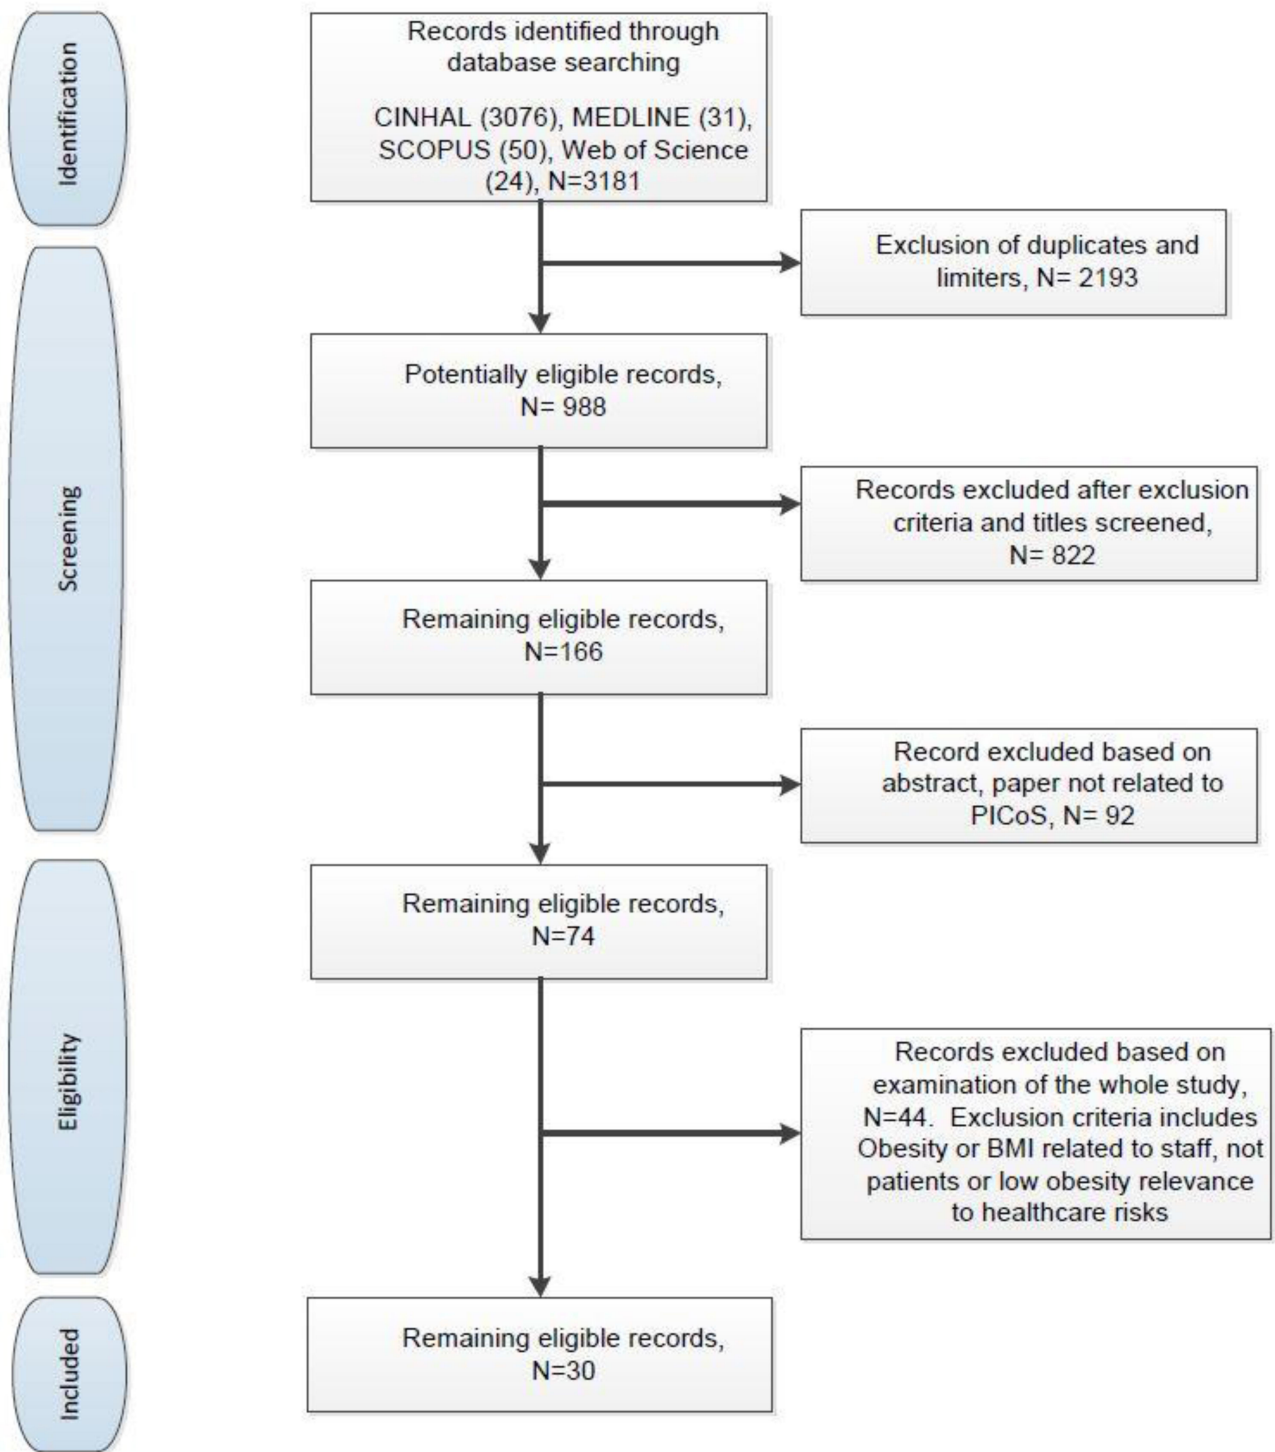 Identification
Records identified through
database searching
CINHAL (3076), MEDLINE (31),
SCOPUS (50), Web of Science
(24), N=3181
Exclusion of duplicates and
limiters, N= 2193
Screening
Potentially eligible records,
N= 988
Records excluded after exclusion
criteria and titles screened,
N= 822
Remaining eligible records,
N=166
Record excluded based on
abstract, paper not related to
PICoS, N= 92
Eligibility
Remaining eligible records,
N=74
Records excluded based on
examination of the whole study,
N=44.  Exclusion criteria includes
Obesity or BMI related to staff, not
patients or low obesity relevance
to healthcare risks
Included
Remaining eligible records,
N=30